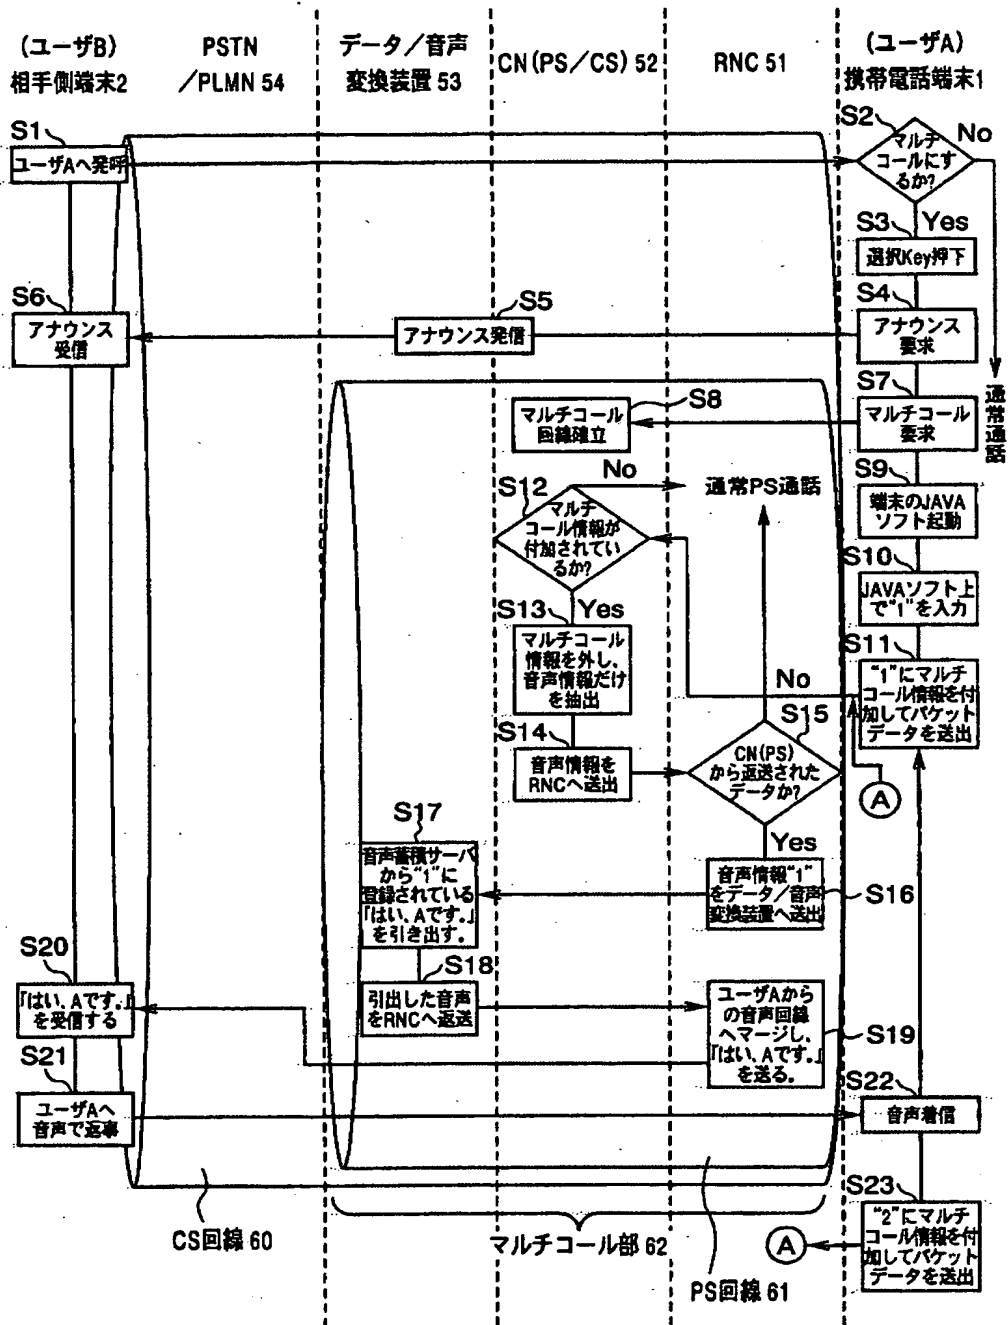 (ユーザB)
相手側端末2
PSTN
/PLMN 54
データ/音声
変換装置 53
CN(PS/CS) 52
RNC 51
(ユーザA)
携帯電話端末1
S1
ユーザAへ発呼
S2
マルチ
コールにす
るか?
No
Yes
S3
選択Key押下
S4
アナウンス
要求
S5
アナウンス発信
S6
アナウンス
受信
S7
マルチコール
要求
通常通話
S8
マルチコール
回線確立
S9
端末のJAVA
ソフト起動
S10
JAVAソフト上
で“1”を入力
S11
“1”にマルチ
コール情報を付
加してパケット
データを送出
S12
マルチ
コール情報が
付加されてい
るか?
No
通常PS通話
Yes
S13
マルチコール
情報を外し、
音声情報だけ
を抽出
S14
音声情報を
RNCへ送出
No
S15
CN(PS)
から返送された
データか?
A
Yes
S16
音声情報“1”
をデータ/音声
変換装置へ送出
S17
音声蓄積サーバ
から“1”に
登録されている
「はい、Aです。」
を引き出す。
S18
引出した音声
をRNCへ返送
S19
ユーザAから
の音声回線
へマージし、
「はい、Aです。」
を送る。
S20
「はい、Aです。」
を受信する
S21
ユーザAへ
音声で返事
S22
音声着信
S23
“2”にマルチ
コール情報を付
加してパケット
データを送出
A
CS回線 60
マルチコール部 62
PS回線 61